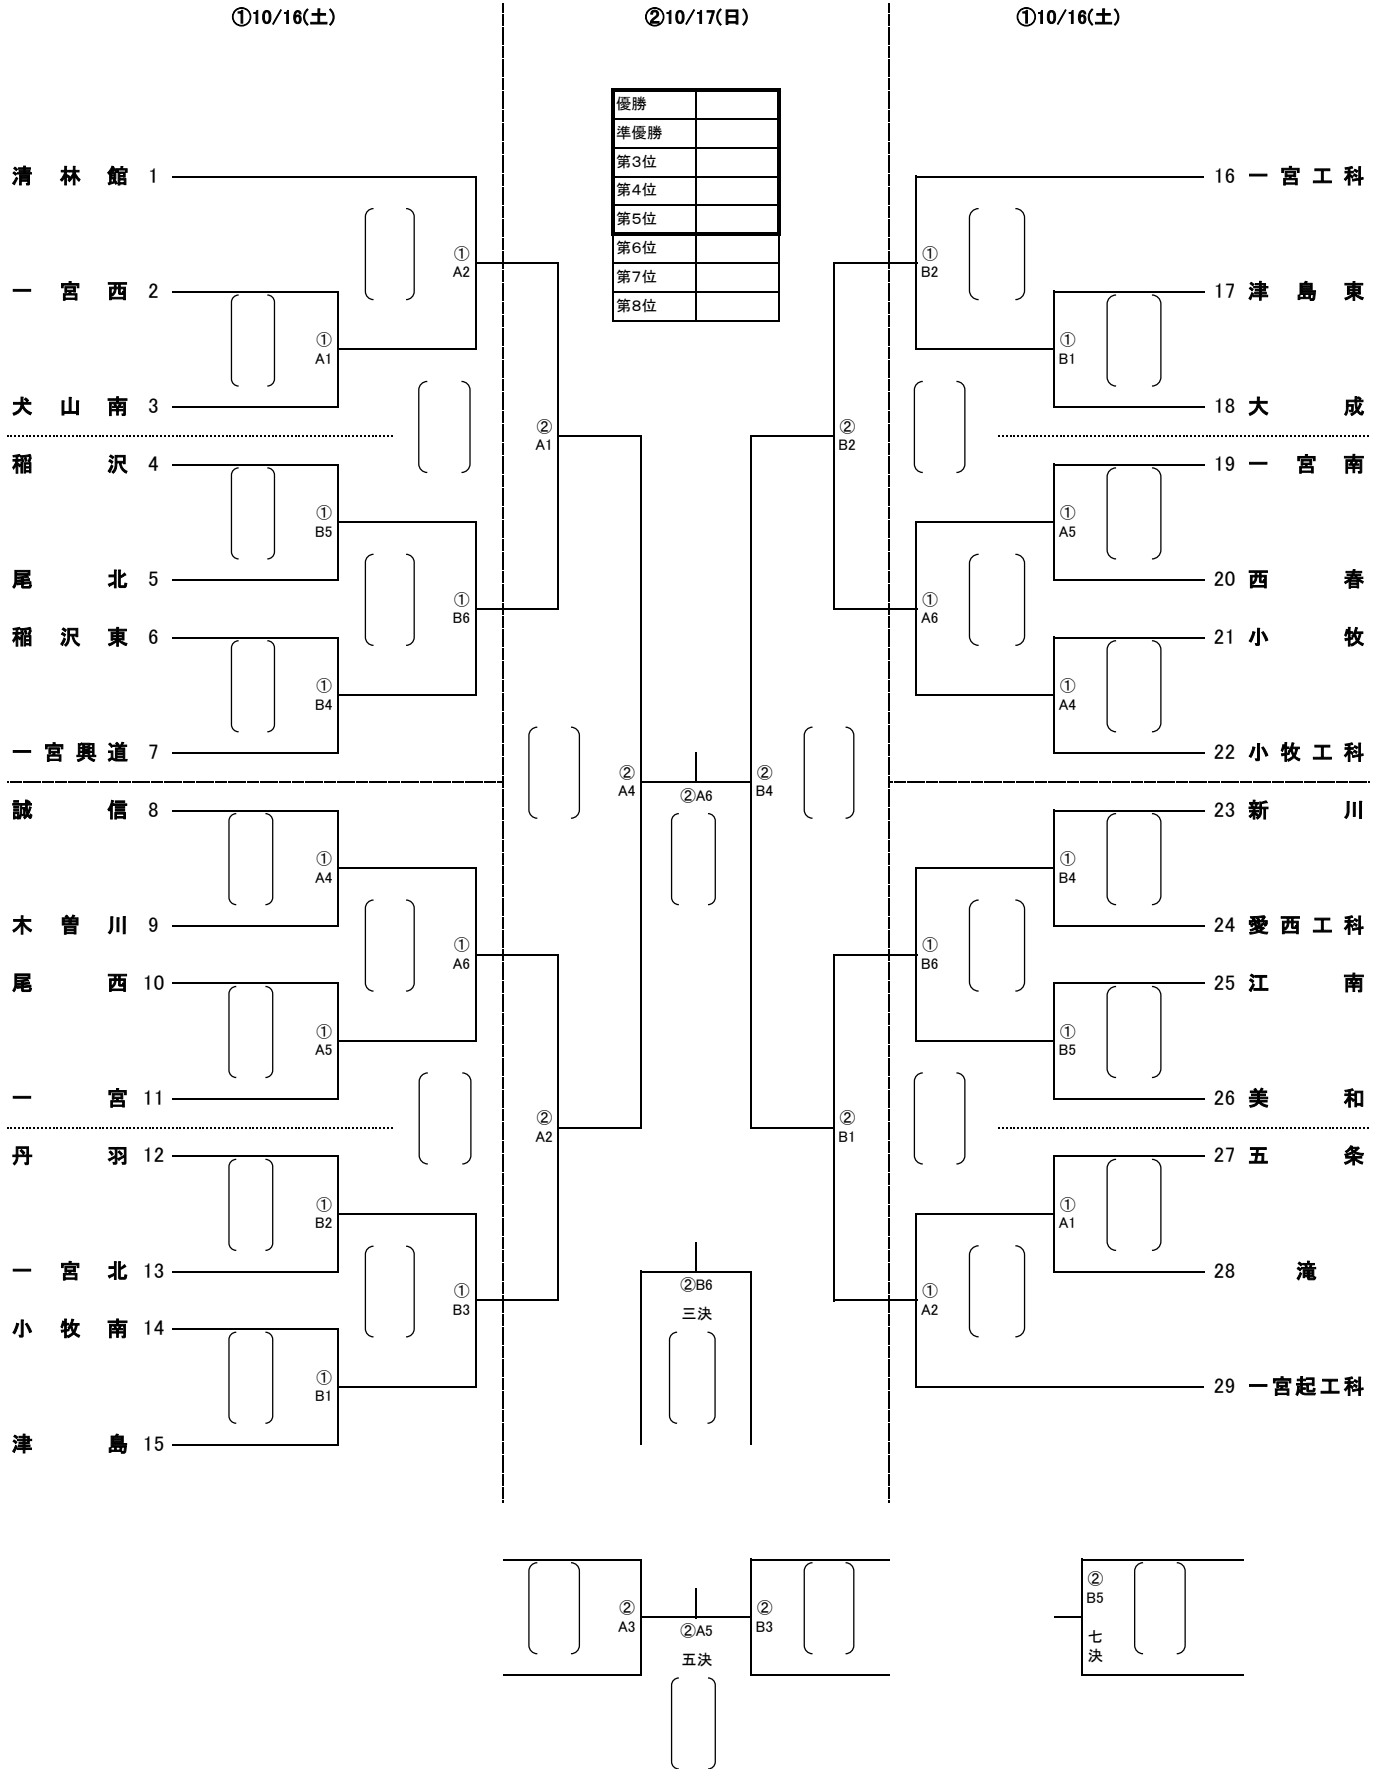 ①10/16(土)
②10/17(日)
①10/16(土)
優勝
準優勝
第3位
第4位
第5位
第6位
第7位
第8位
清林館 1
一宮西 2
犬山南 3
稲沢 4
尾北 5
稲沢東 6
一宮興道 7
誠信 8
木曽川 9
尾西 10
一宮 11
丹羽 12
一宮北 13
小牧南 14
津島 15
①
A2
①
A1
①
B5
①
B6
①
B4
①
A4
①
A6
①
A5
①
B2
①
B3
①
B1
②
A1
②
A2
②
A4
②A6
②
B4
②
B2
②
B1
②B6
三決
16 一宮工科
17 津島東
18 大成
19 一宮南
20 西春
21 小牧
22 小牧工科
23 新川
24 愛西工科
25 江南
26 美和
27 五条
28 滝
29 一宮起工科
①
B2
①
B1
①
A5
①
A6
①
A4
①
B4
①
B6
①
B5
①
A1
①
A2
②
A3
②A5
五決
②
B3
②
B5
七
決